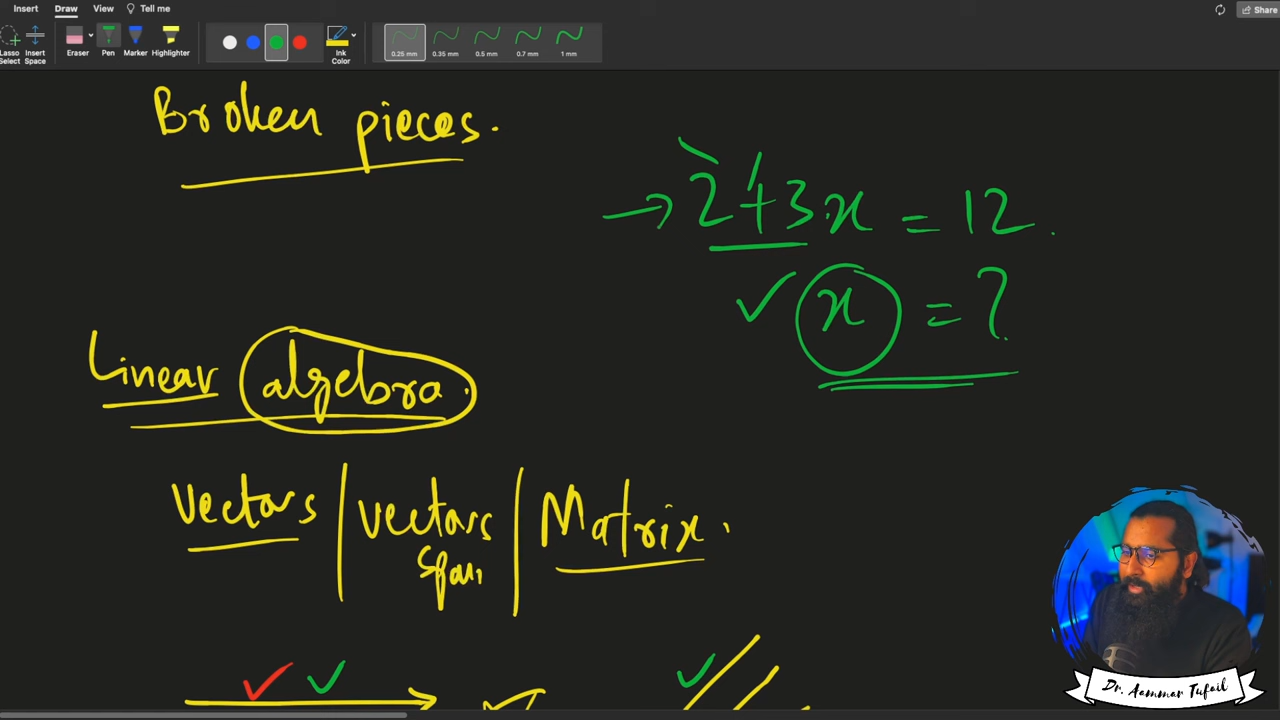 Insert Draw View Tell me
Share
Lasso Select
Insert Space
Eraser
Pen
Marker
Highlighter
Ink Color
0.25 mm
0.35 mm
0.5 mm
0.7 mm
1 mm
Broken pieces.
→ 2+3x = 12.
✓ x = ?
Linear algebra.
Vectors | Vectors | Matrix.
✓ ✓ ✓
Dr. Aammar Tufail